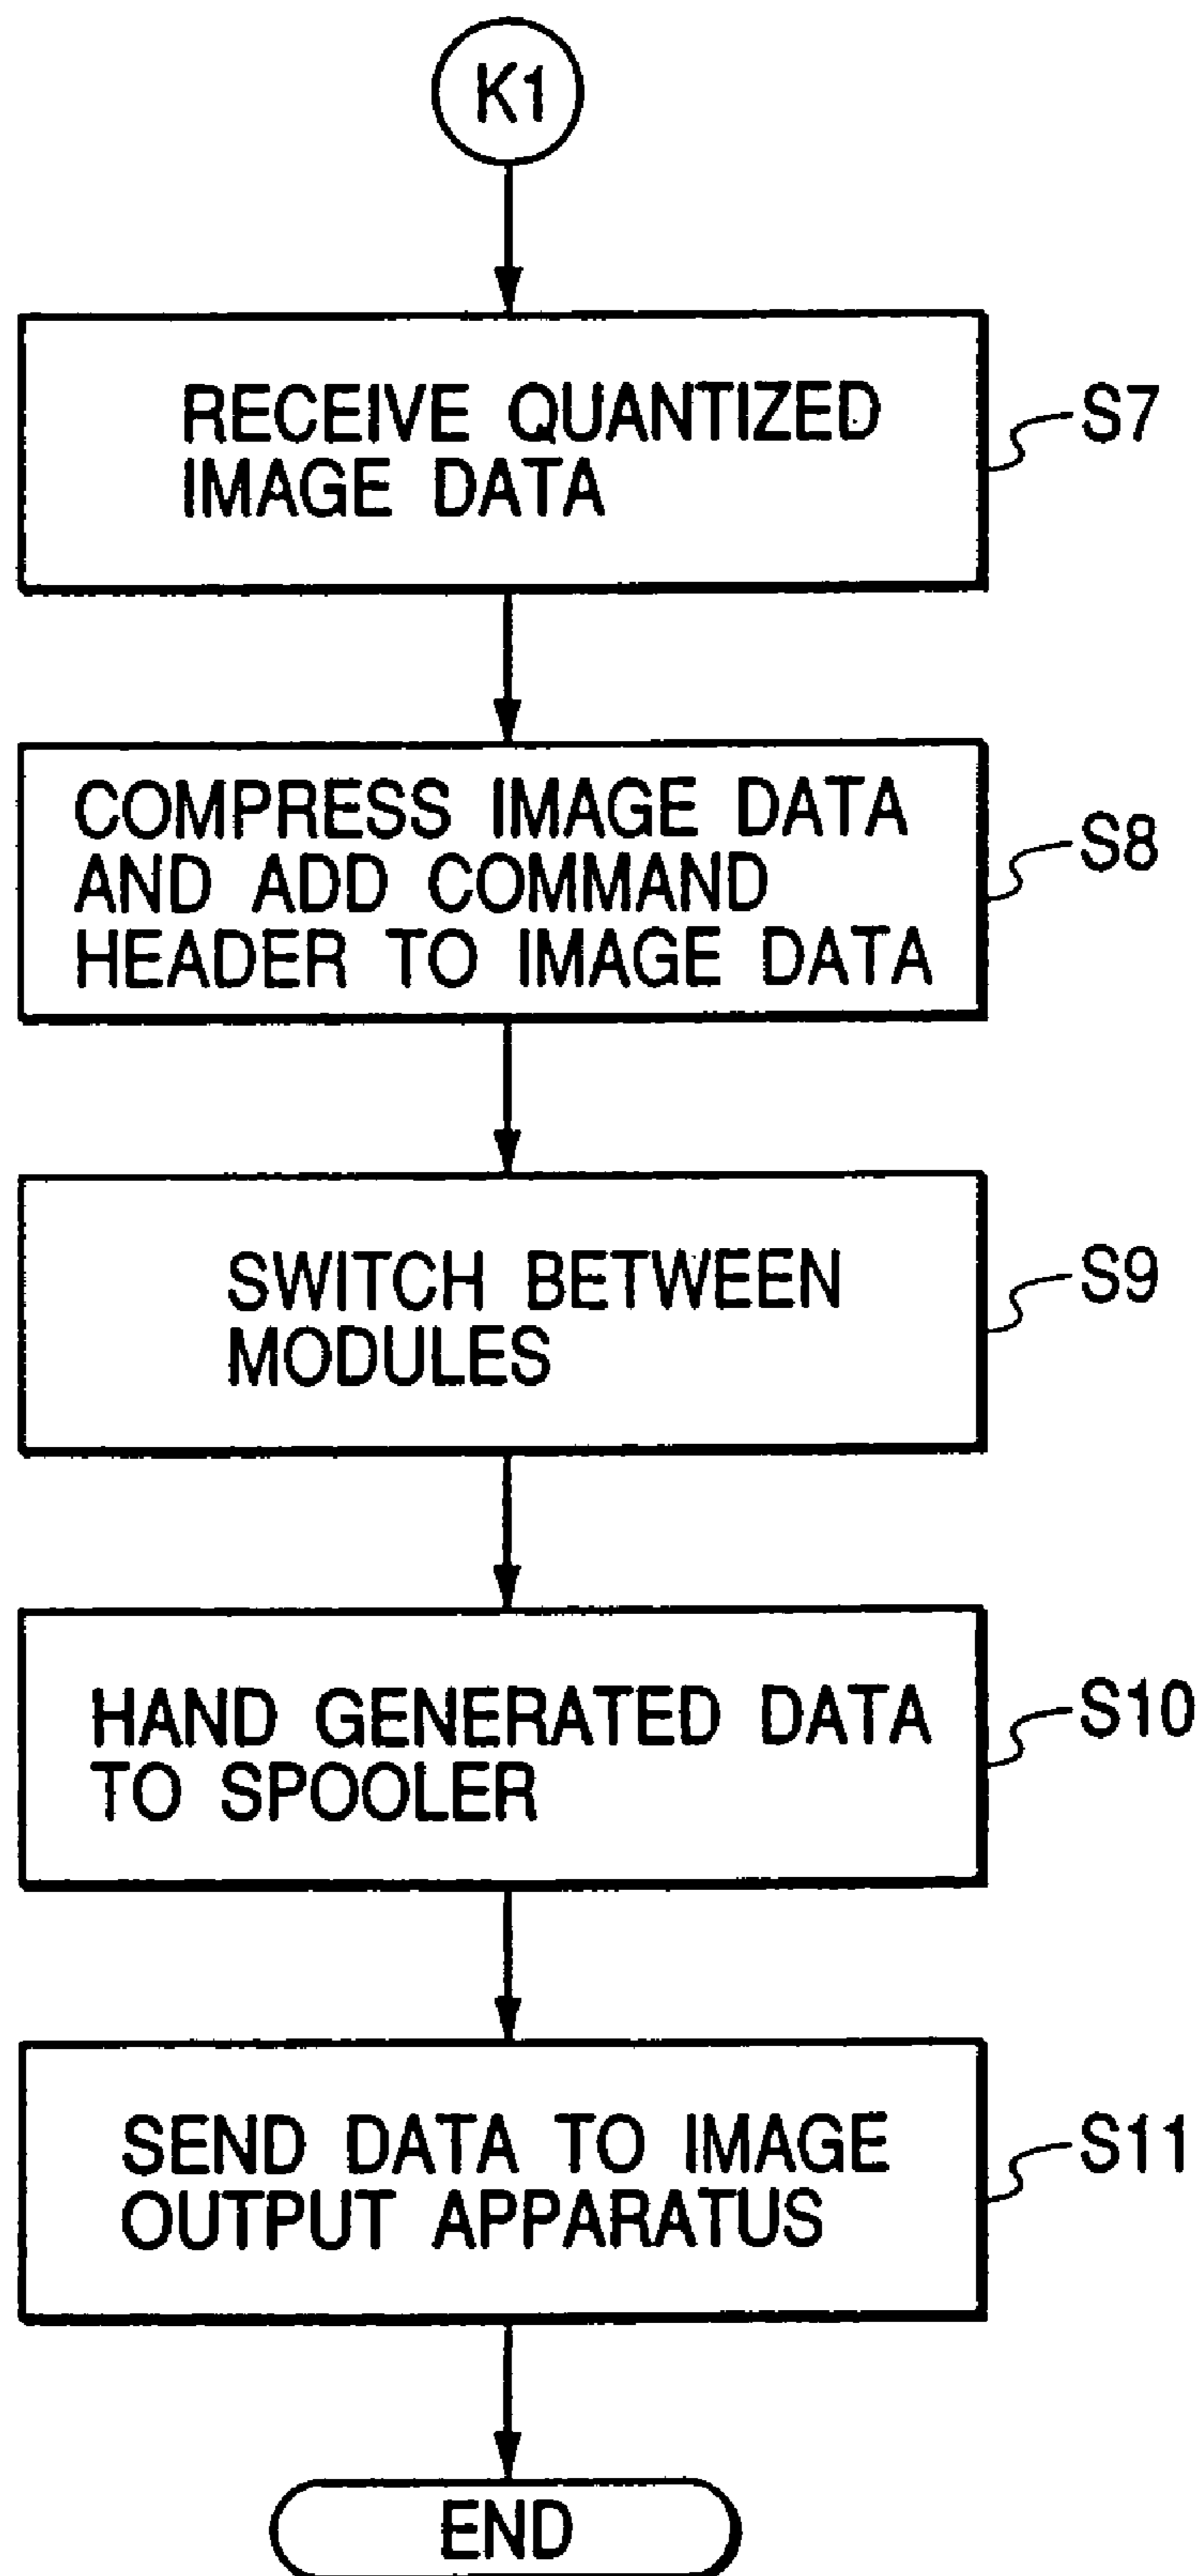 K1
RECEIVE QUANTIZED
IMAGE DATA
S7
COMPRESS IMAGE DATA
AND ADD COMMAND
HEADER TO IMAGE DATA
S8
SWITCH BETWEEN
MODULES
S9
HAND GENERATED DATA
TO SPOOLER
S10
SEND DATA TO IMAGE
OUTPUT APPARATUS
S11
END